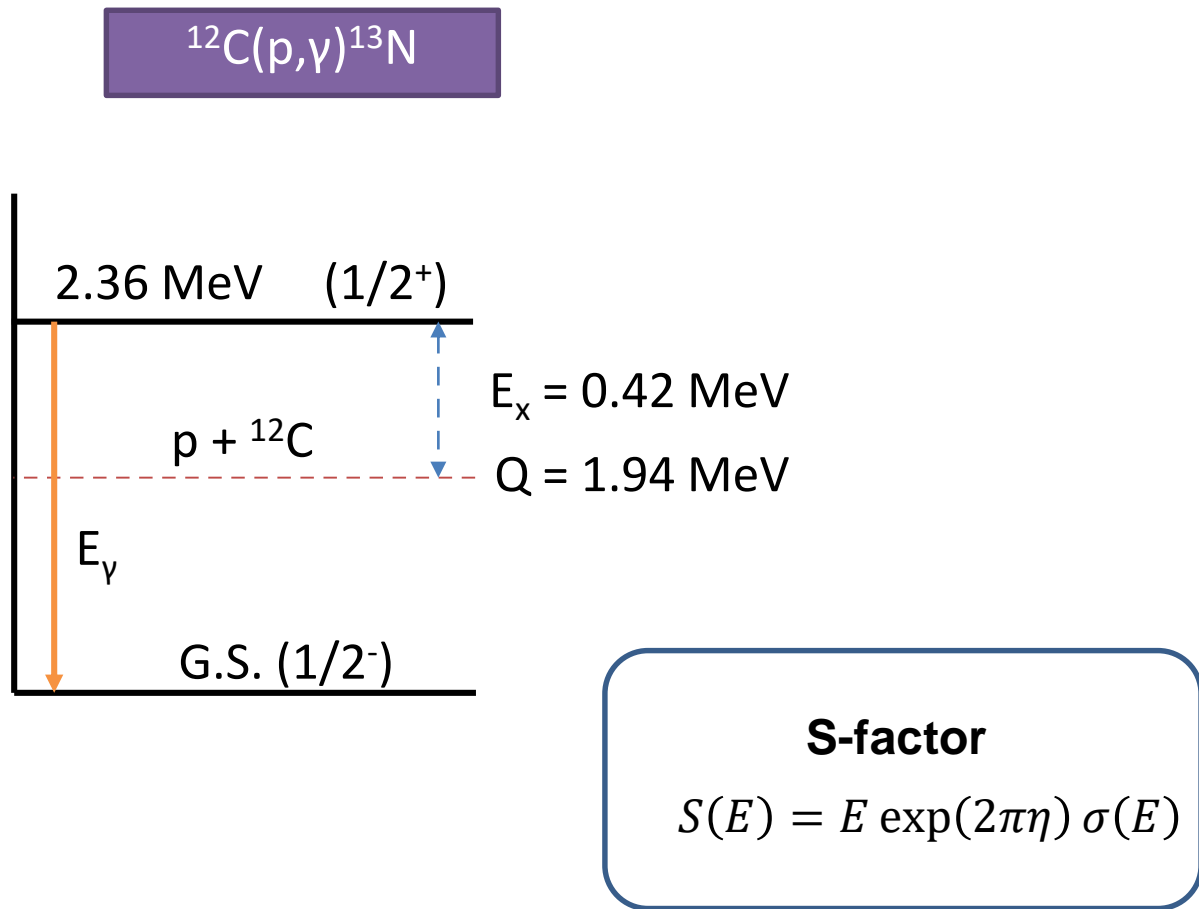 ¹²C(p,γ)¹³N
2.36 MeV (1/2⁺)
Eₓ = 0.42 MeV
p + ¹²C
Q = 1.94 MeV
Eᵧ
G.S. (1/2⁻)
S-factor
S(E) = E exp(2πη) σ(E)